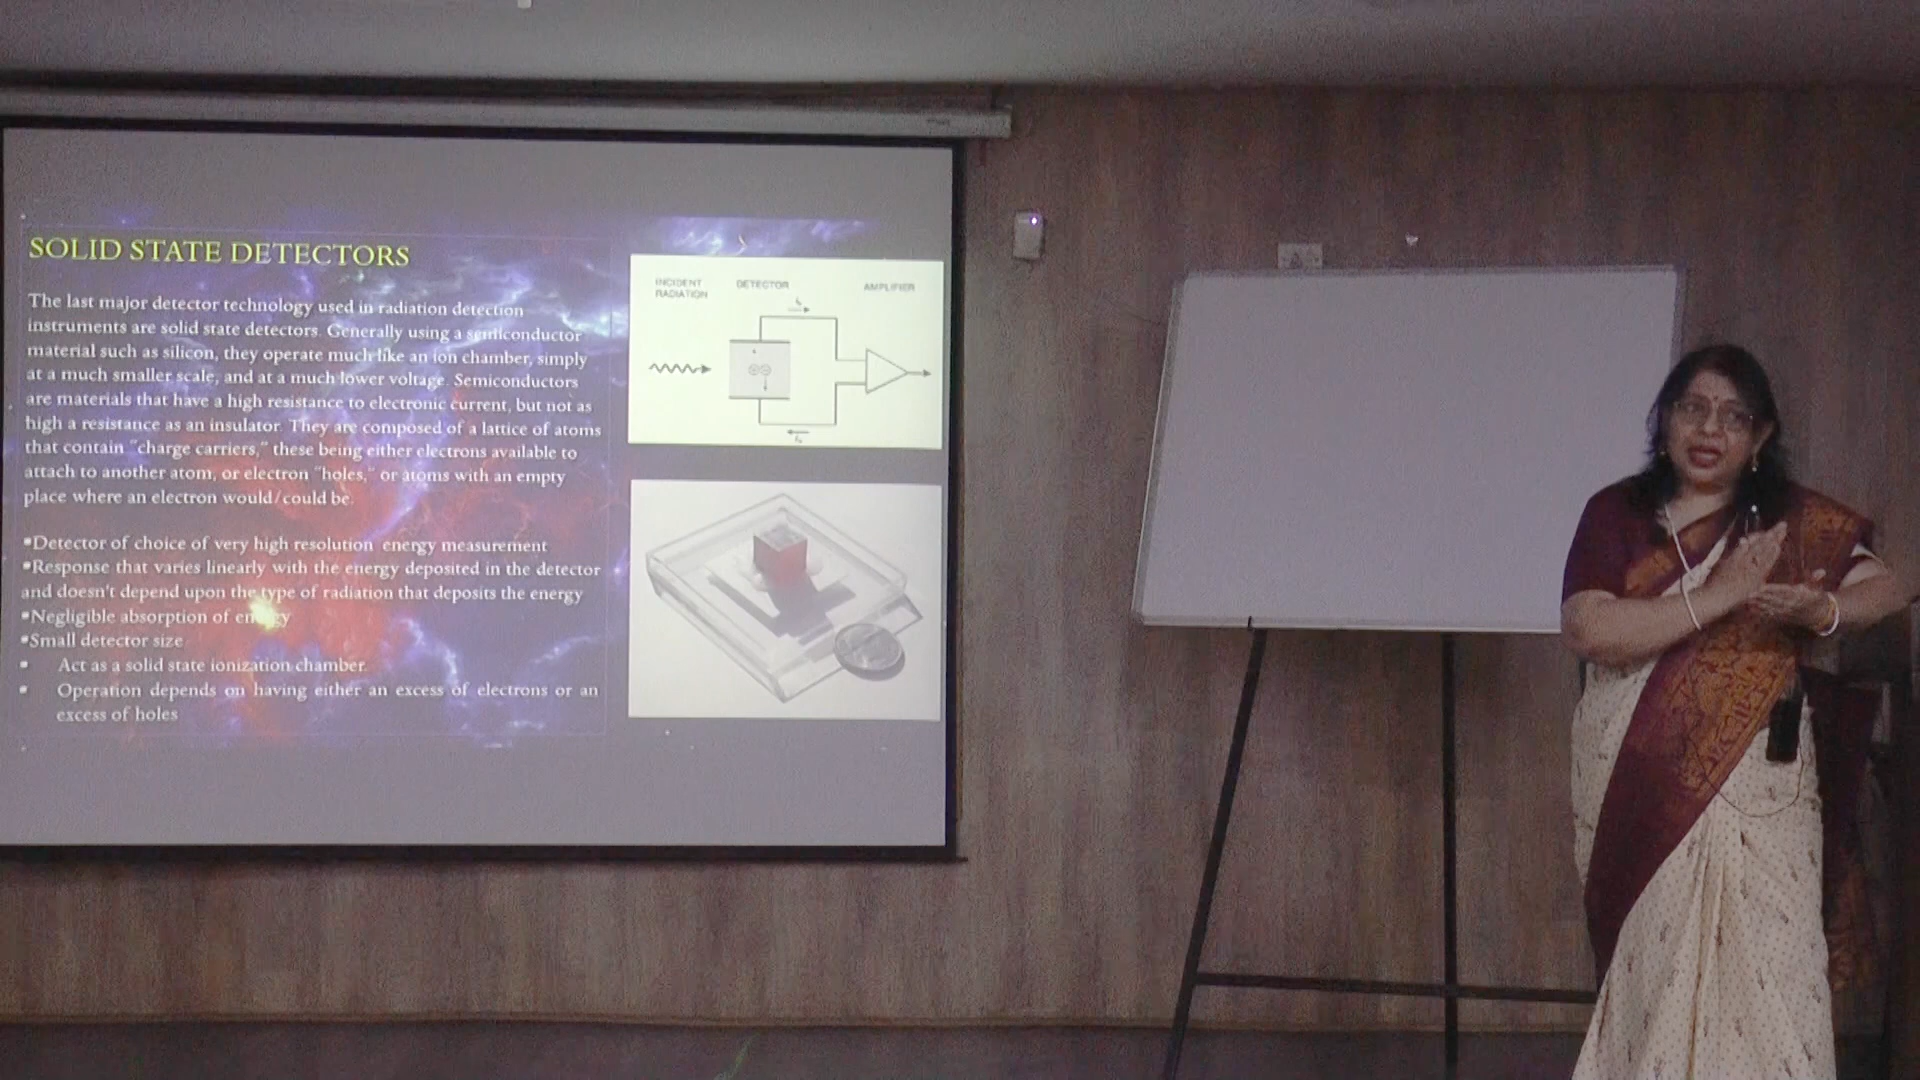 SOLID STATE DETECTORS
The last major detector technology used in radiation detection
instruments are solid state detectors. Generally using a semiconductor
material such as silicon, they operate much like an ion chamber, simply
at a much smaller scale, and at a much lower voltage. Semiconductors
are materials that have a high resistance to electronic current, but not as
high a resistance as an insulator. They are composed of a lattice of atoms
that contain "charge carriers," these being either electrons available to
attach to another atom, or electron "holes," or atoms with an empty
place where an electron would/could be.
▪Detector of choice of very high resolution energy measurement
▪Response that varies linearly with the energy deposited in the detector
and doesn't depend upon the type of radiation that deposits the energy
▪Negligible absorption of energy
▪Small detector size
▪ Act as a solid state ionization chamber.
▪ Operation depends on having either an excess of electrons or an
excess of holes
INCIDENT
RADIATION
DETECTOR
AMPLIFIER